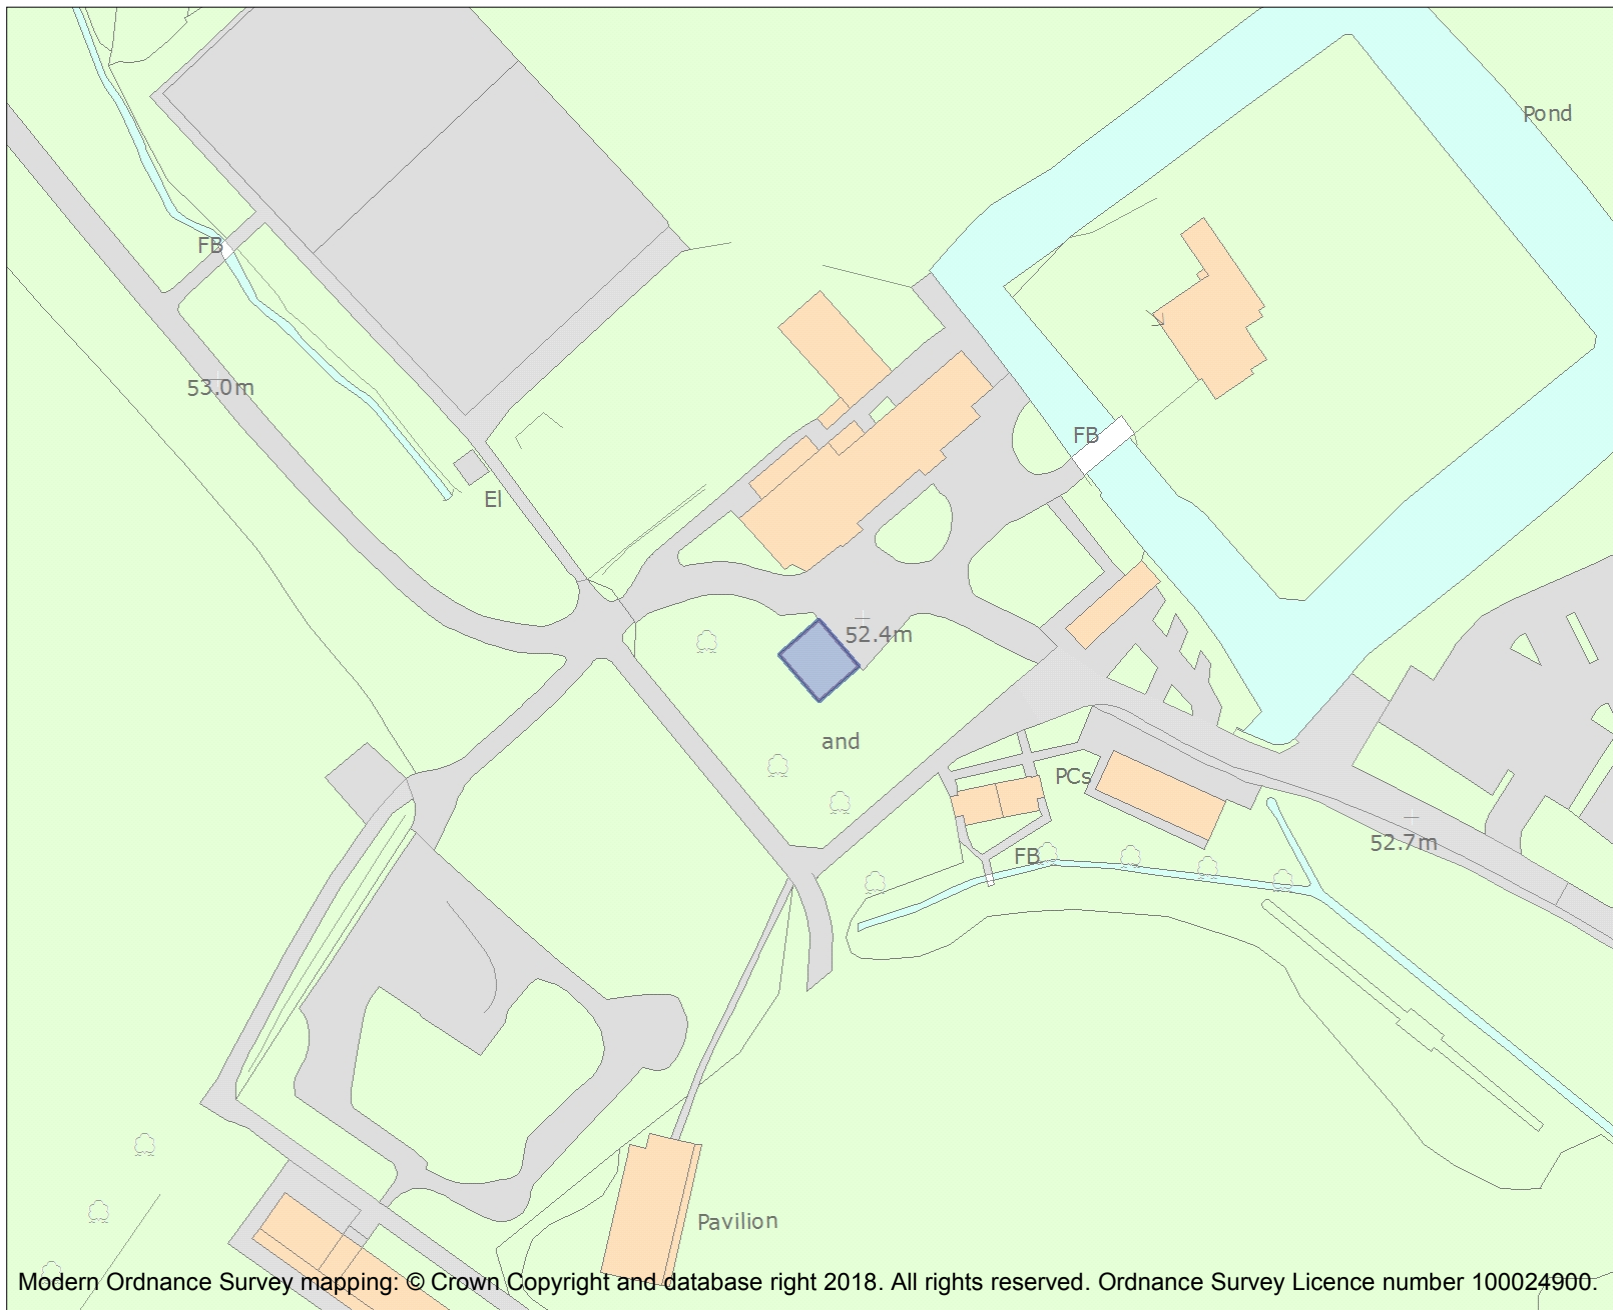 Pond
FB
53.0m
FB
El
52.4m
and
PCs
52.7m
FB
Pavilion
Modern Ordnance Survey mapping: © Crown Copyright and database right 2018. All rights reserved. Ordnance Survey Licence number 100024900.